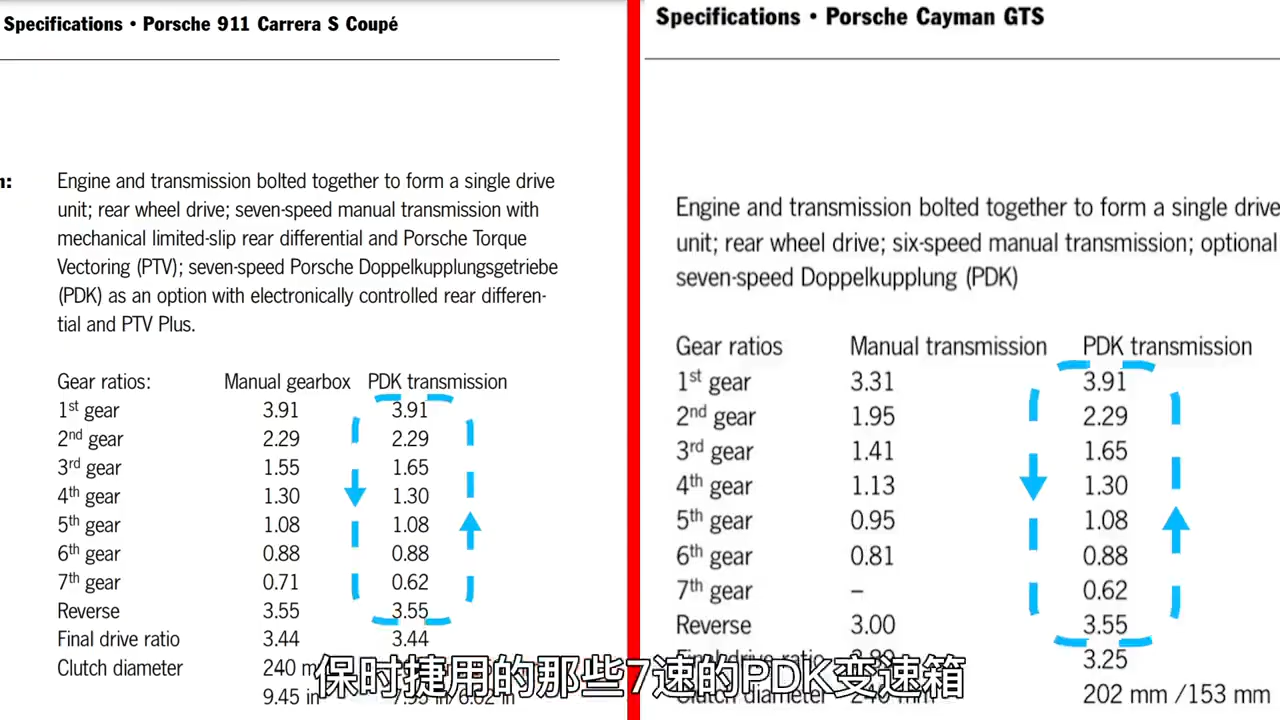 Specifications • Porsche 911 Carrera S Coupé
n:
Engine and transmission bolted together to form a single drive
unit; rear wheel drive; seven-speed manual transmission with
mechanical limited-slip rear differential and Porsche Torque
Vectoring (PTV); seven-speed Porsche Doppelkupplungsgetriebe
(PDK) as an option with electronically controlled rear differen-
tial and PTV Plus.
Gear ratios: Manual gearbox PDK transmission
1st gear 3.91 3.91
2nd gear 2.29 2.29
3rd gear 1.55 1.65
4th gear 1.30 1.30
5th gear 1.08 1.08
6th gear 0.88 0.88
7th gear 0.71 0.62
Reverse 3.55 3.55
Final drive ratio 3.44 3.44
Clutch diameter 240 m
9.45 in
Specifications • Porsche Cayman GTS
Engine and transmission bolted together to form a single drive
unit; rear wheel drive; six-speed manual transmission; optional
seven-speed Doppelkupplung (PDK)
Gear ratios Manual transmission PDK transmission
1st gear 3.31 3.91
2nd gear 1.95 2.29
3rd gear 1.41 1.65
4th gear 1.13 1.30
5th gear 0.95 1.08
6th gear 0.81 0.88
7th gear – 0.62
Reverse 3.00 3.55
Final drive ratio 3.25
Clutch diameter 240 mm 202 mm /153 mm
保时捷用的那些7速的PDK变速箱